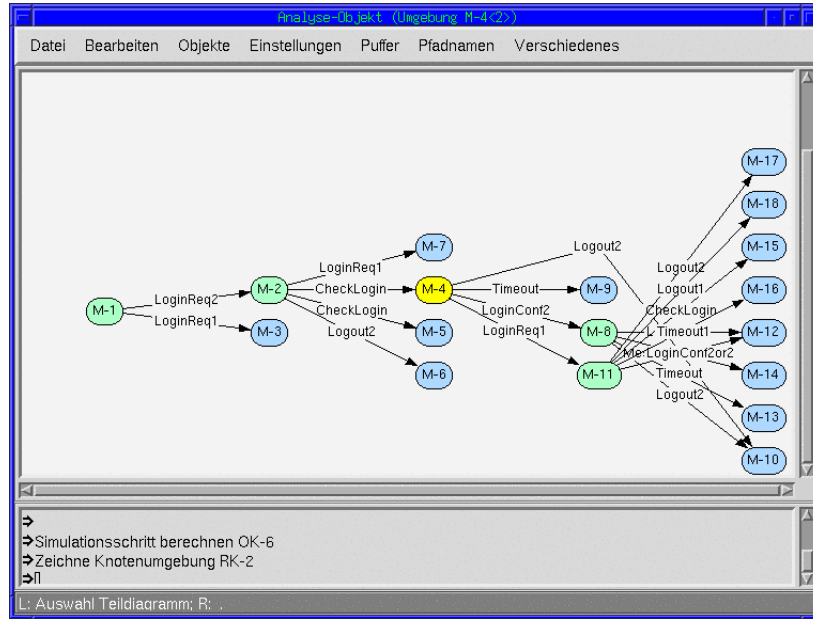 Analyse-Objekt (Umgebung M-4<2>)
Datei Bearbeiten Objekte Einstellungen Puffer Pfadnamen Verschiedenes
M-17
M-18
M-7 Logout2 M-15
LoginReq1 Logout2
M-2 CheckLogin M-4 Timeout M-9 Logout1 M-16
LoginReq2 CheckLogin LoginConf2 CheckLogin
M-1
LoginReq1 M-3 Logout2 M-5 LoginReq1 M-8 L Timeout1 M-12
Me LoginConf2or2
M-6 M-11 Timeout M-14
Logout2
M-13
M-10
Simulationsschritt berechnen OK-6
Zeichne Knotenumgebung RK-2
L: Auswahl Teildiagramm; R: .